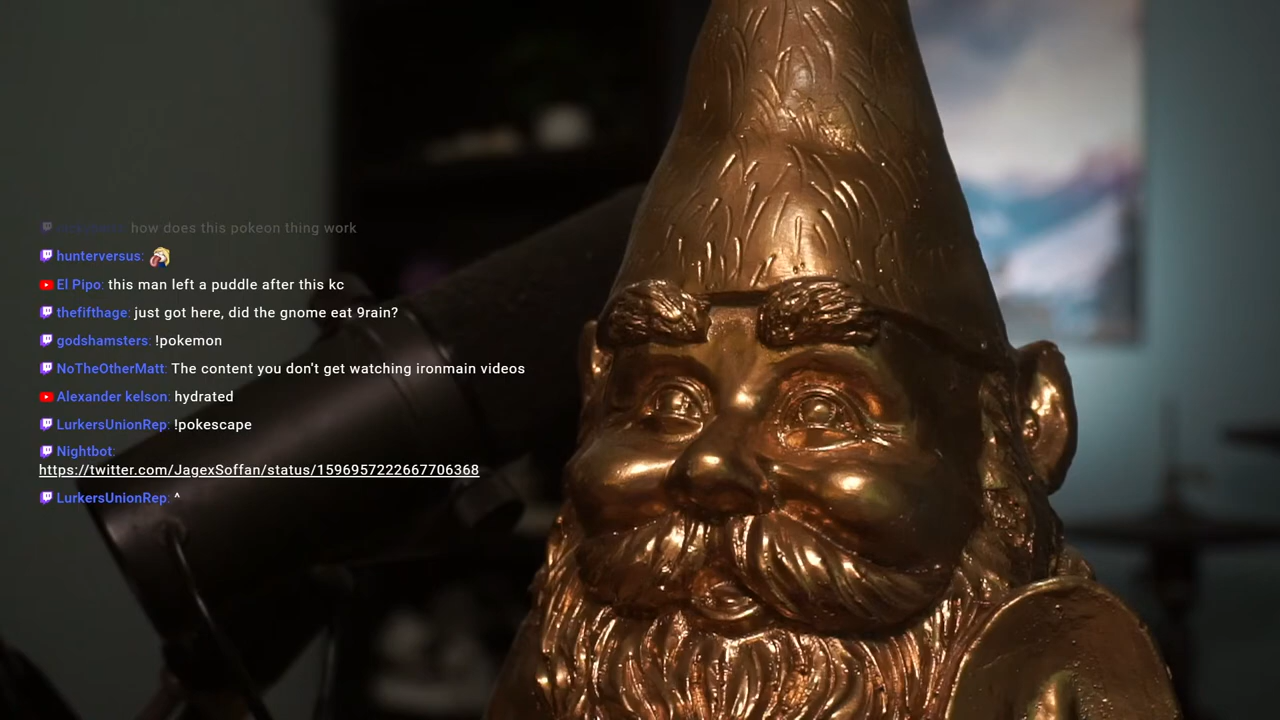 how does this pokeon thing work
hunterversus:
El Pipo: this man left a puddle after this kc
thefifthage: just got here, did the gnome eat 9rain?
godshamsters: !pokemon
NoTheOtherMatt: The content you don't get watching ironmain videos
Alexander kelson: hydrated
LurkersUnionRep: !pokescape
Nightbot:
https://twitter.com/JagexSoffan/status/1596957222667706368
LurkersUnionRep: ^